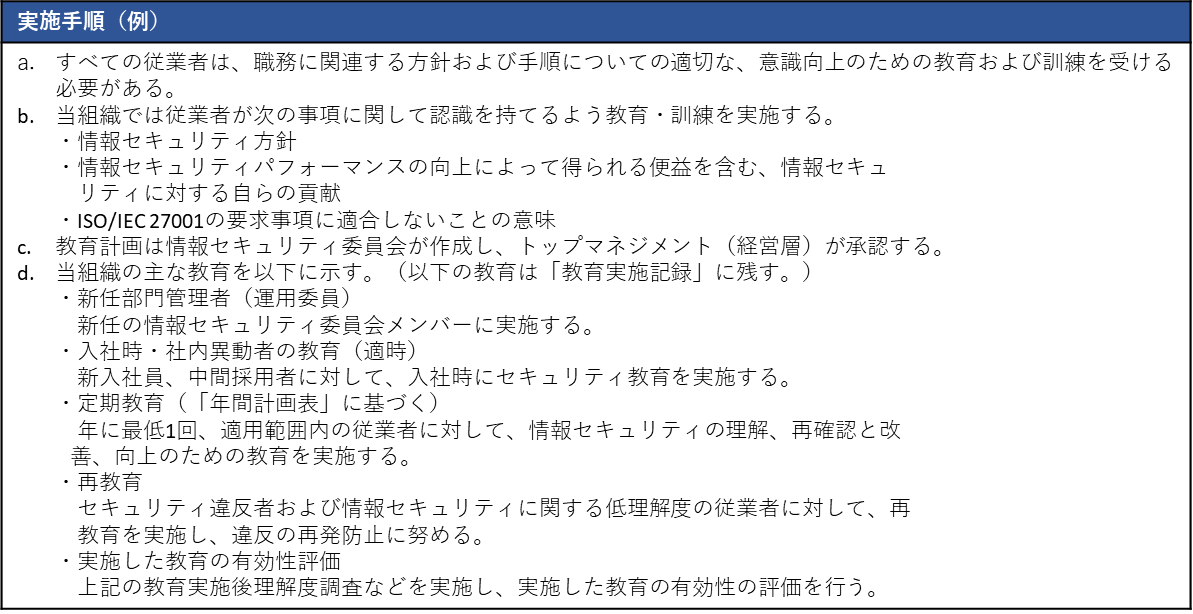 実施手順（例）
a. すべての従業者は、職務に関連する方針および手順についての適切な、意識向上のための教育および訓練を受ける
必要がある。
b. 当組織では従業者が次の事項に関して認識を持てるよう教育・訓練を実施する。
・情報セキュリティ方針
・情報セキュリティパフォーマンスの向上によって得られる便益を含む、情報セキュ
リティに対する自らの貢献
・ISO/IEC 27001の要求事項に適合しないことの意味
c. 教育計画は情報セキュリティ委員会が作成し、トップマネジメント（経営層）が承認する。
d. 当組織の主な教育を以下に示す。（以下の教育は「教育実施記録」に残す。）
・新任部門管理者（運用委員）
新任の情報セキュリティ委員会メンバーに実施する。
・入社時・社内異動者の教育（適時）
新入社員、中間採用者に対して、入社時にセキュリティ教育を実施する。
・定期教育（「年間計画表」に基づく）
年に最低1回、適用範囲内の従業者に対して、情報セキュリティの理解、再確認と改
善、向上のための教育を実施する。
・再教育
セキュリティ違反者および情報セキュリティに関する低理解度の従業者に対して、再
教育を実施し、違反の再発防止に努める。
・実施した教育の有効性評価
上記の教育実施後理解度調査などを実施し、実施した教育の有効性の評価を行う。